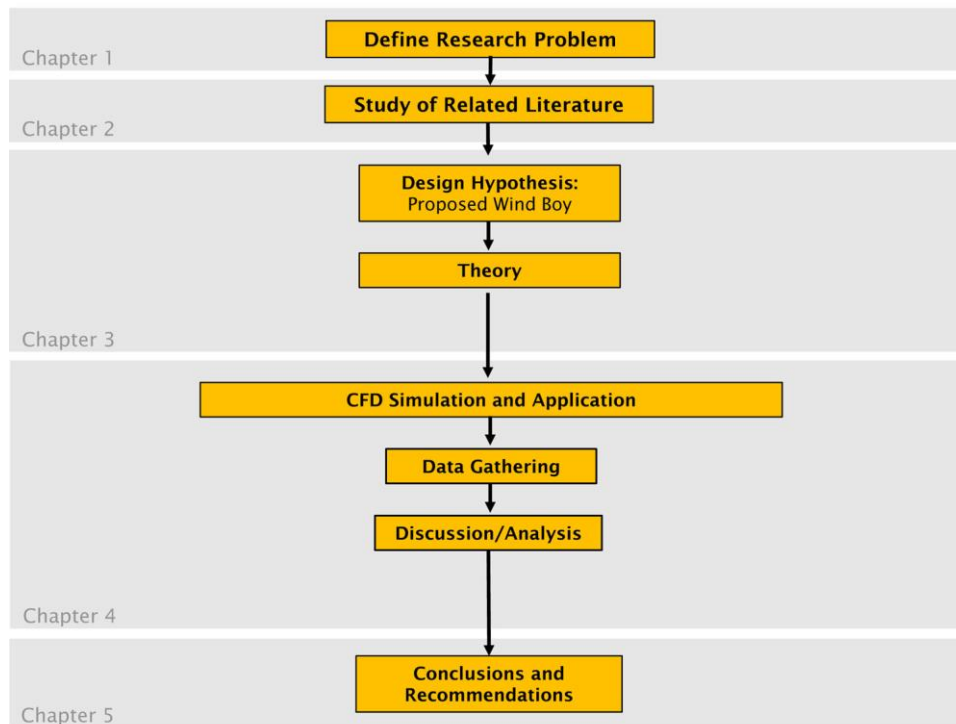 Define Research Problem
Chapter 1
Study of Related Literature
Chapter 2
Design Hypothesis:
Proposed Wind Boy
Theory
Chapter 3
CFD Simulation and Application
Data Gathering
Discussion/Analysis
Chapter 4
Conclusions and
Recommendations
Chapter 5